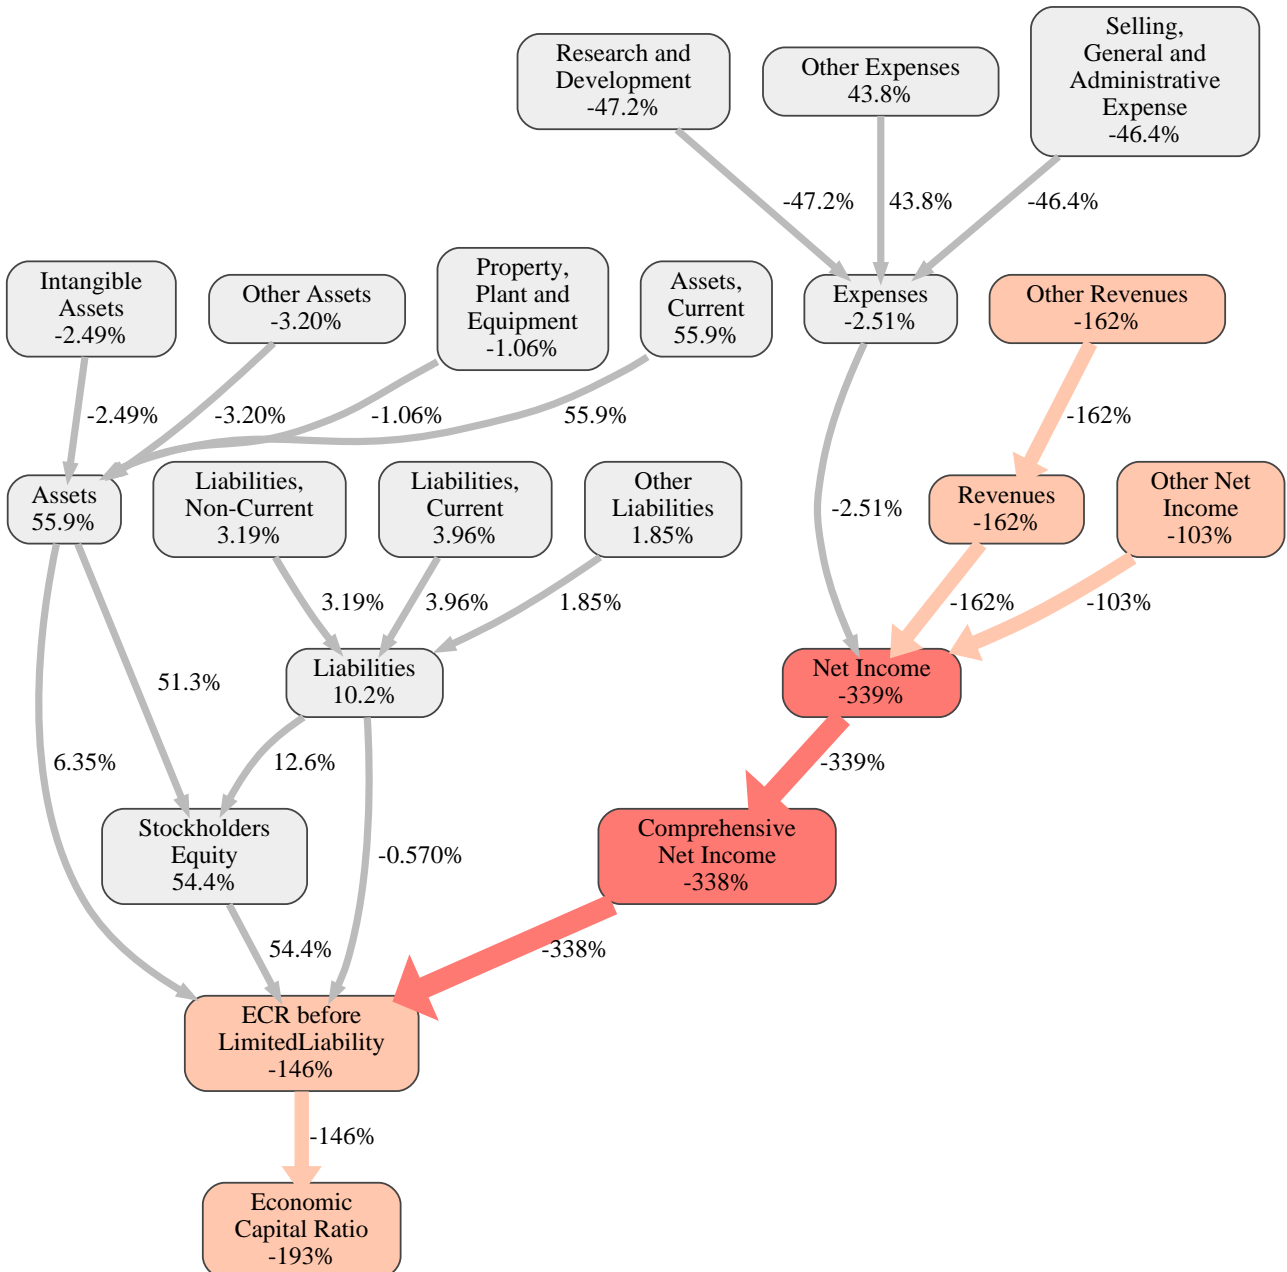 Research and
Development
-47.2%
Other Expenses
43.8%
Selling,
General and
Administrative
Expense
-46.4%
-47.2%
43.8%
-46.4%
Intangible
Assets
-2.49%
Other Assets
-3.20%
Property,
Plant and
Equipment
-1.06%
Assets,
Current
55.9%
Expenses
-2.51%
Other Revenues
-162%
-2.49%
-3.20%
-1.06%
55.9%
-162%
Assets
55.9%
Liabilities,
Non-Current
3.19%
Liabilities,
Current
3.96%
Other
Liabilities
1.85%
-2.51%
Revenues
-162%
Other Net
Income
-103%
3.19%
3.96%
1.85%
-162%
-103%
51.3%
Liabilities
10.2%
Net Income
-339%
6.35%
12.6%
-339%
Stockholders
Equity
54.4%
-0.570%
Comprehensive
Net Income
-338%
54.4%
-338%
ECR before
LimitedLiability
-146%
-146%
Economic
Capital Ratio
-193%